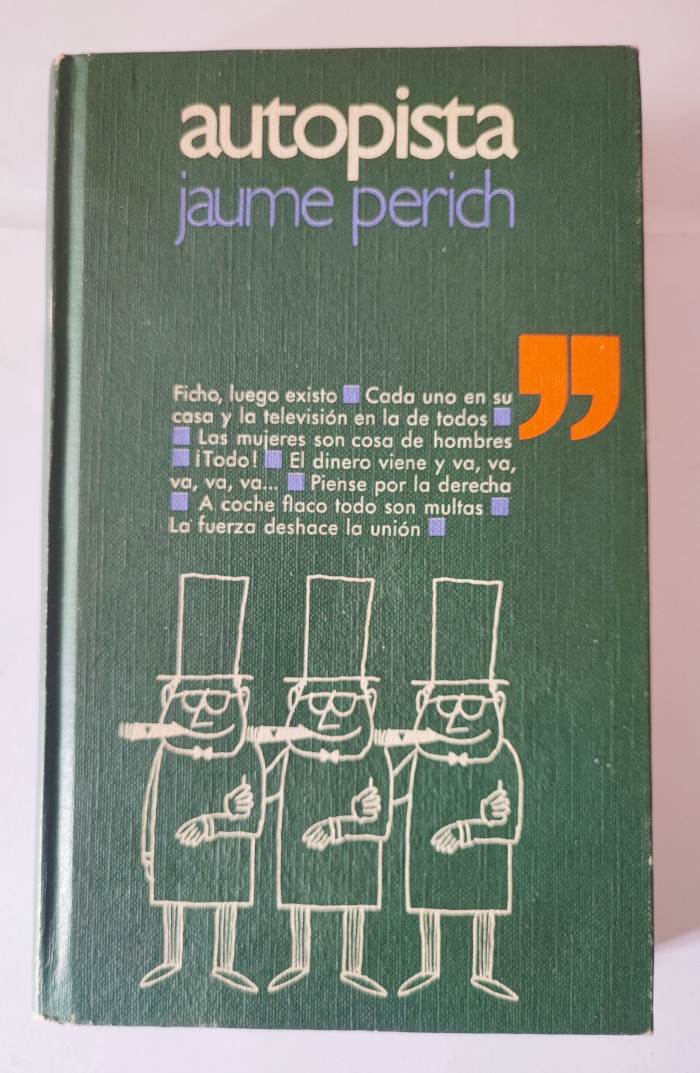 autopista
jaume perich
”
Ficho, luego existo ■ Cada uno en su
casa y la televisión en la de todos ■
■ Las mujeres son cosa de hombres
■ ¡Todo! ■ El dinero viene y va, va,
va, va, va... ■ Piense por la derecha
■ A coche flaco todo son multas ■
La fuerza deshace la unión ■